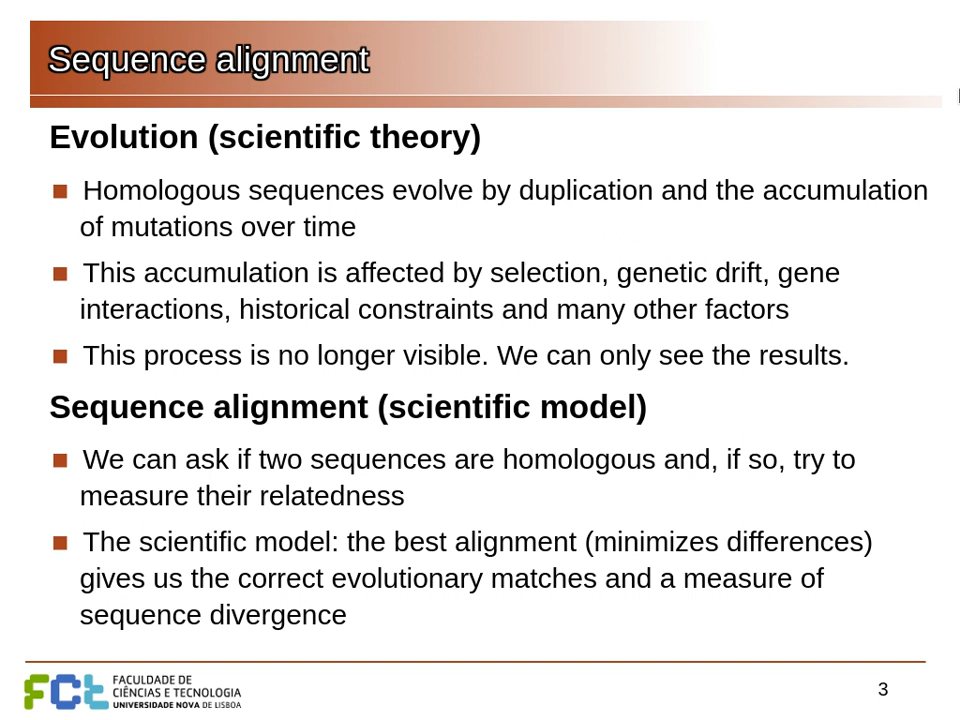 Sequence alignment
Evolution (scientific theory)
■ Homologous sequences evolve by duplication and the accumulation
of mutations over time
■ This accumulation is affected by selection, genetic drift, gene
interactions, historical constraints and many other factors
■ This process is no longer visible. We can only see the results.
Sequence alignment (scientific model)
■ We can ask if two sequences are homologous and, if so, try to
measure their relatedness
■ The scientific model: the best alignment (minimizes differences)
gives us the correct evolutionary matches and a measure of
sequence divergence
FCT
FACULDADE DE
CIÊNCIAS E TECNOLOGIA
UNIVERSIDADE NOVA DE LISBOA
3